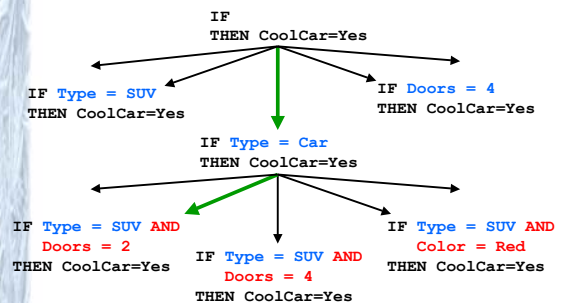 IF
THEN CoolCar=Yes
IF Type = SUV
THEN CoolCar=Yes
IF Doors = 4
THEN CoolCar=Yes
IF Type = Car
THEN CoolCar=Yes
IF Type = SUV AND
Doors = 2
THEN CoolCar=Yes
IF Type = SUV AND
Doors = 4
THEN CoolCar=Yes
IF Type = SUV AND
Color = Red
THEN CoolCar=Yes